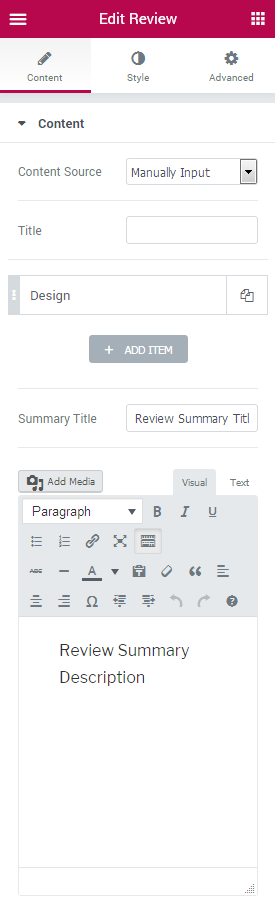 Edit Review
Content
Style
Advanced
Content
Content Source
Manually Input
Title
Design
+ ADD ITEM
Summary Title
Review Summary Titl
Add Media
Visual
Text
Paragraph
B I U
ABC
A
T
Review Summary
Description